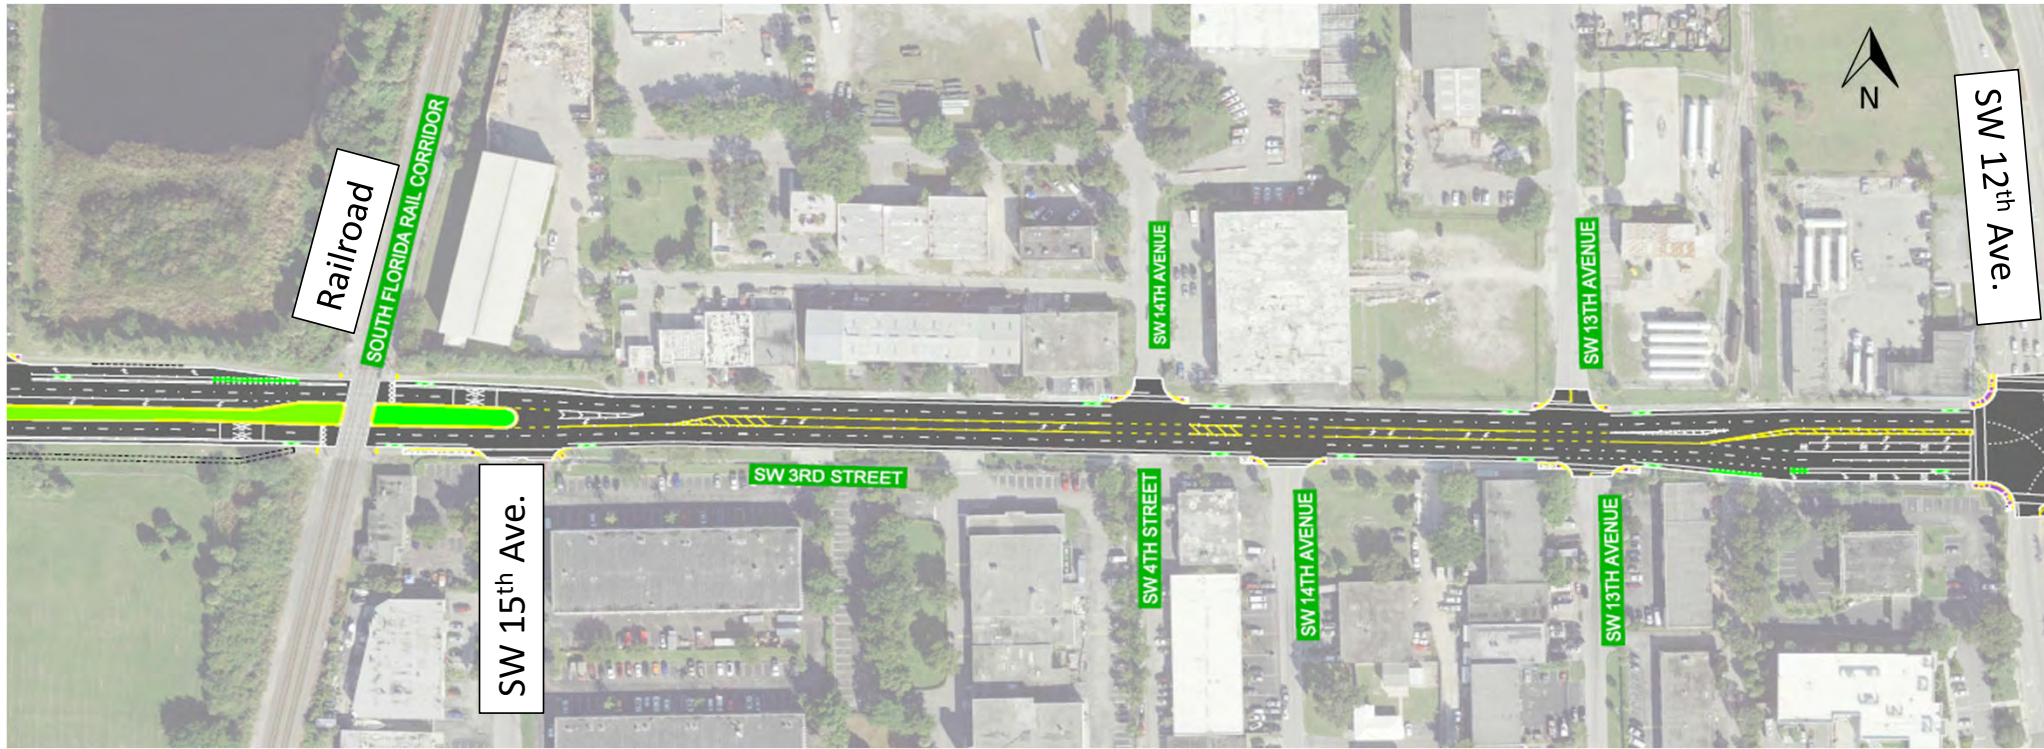 Railroad
SOUTH FLORIDA RAIL CORRIDOR
SW 14TH AVENUE
SW 13TH AVENUE
N
SW 12th Ave.
SW 15th Ave.
SW 3RD STREET
SW 4TH STREET
SW 14TH AVENUE
SW 13TH AVENUE